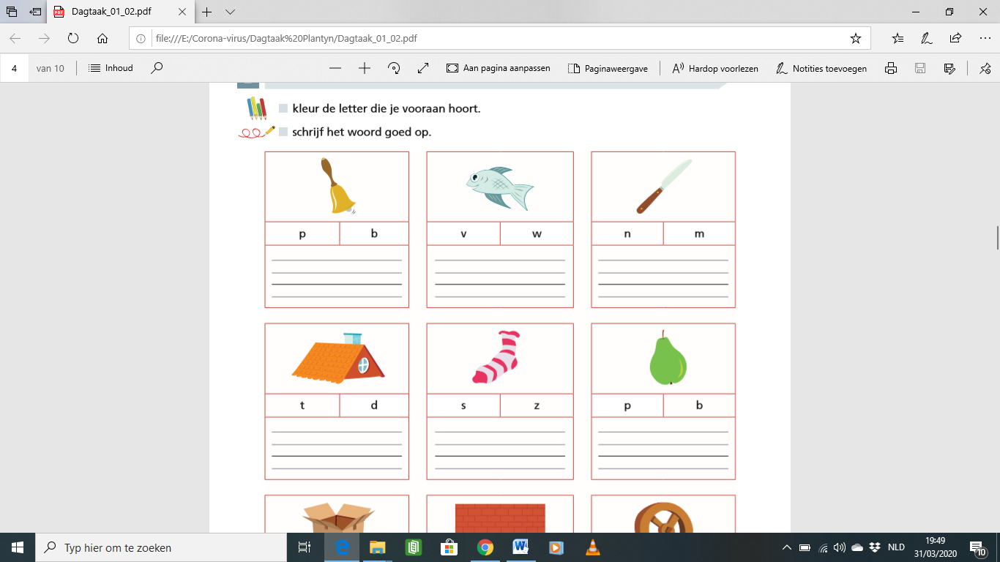 Dagtaak_01_02.pdf
file:///E:/Corona-virus/Dagtaak%20Plantyn/Dagtaak_01_02.pdf
4 van 10 Inhoud Aan pagina aanpassen Paginaweergave Hardop voorlezen Notities toevoegen
kleur de letter die je vooraan hoort.
schrijf het woord goed op.
p b v w n m
t d s z p b
Typ hier om te zoeken
NLD
19:49
31/03/2020
10